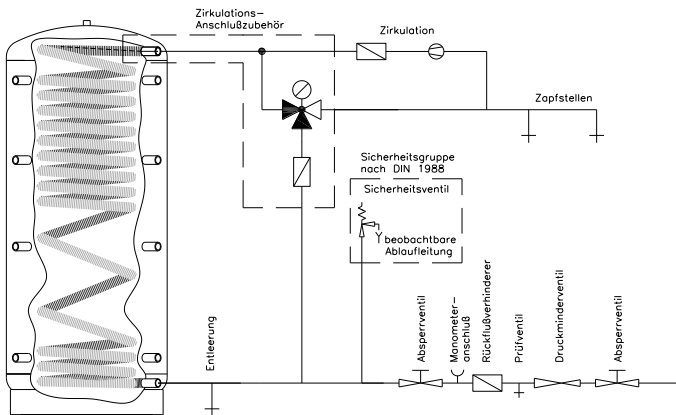 Zirkulations-
Anschlußzubehör
Zirkulation
Zapfstellen
Sicherheitsgruppe
nach DIN 1988
Sicherheitsventil
beobachtbare
Ablaufleitung
Entleerung
Absperrventil
Manometer-
anschluß
Rückflußverhinderer
Prüfventil
Druckminderventil
Absperrventil